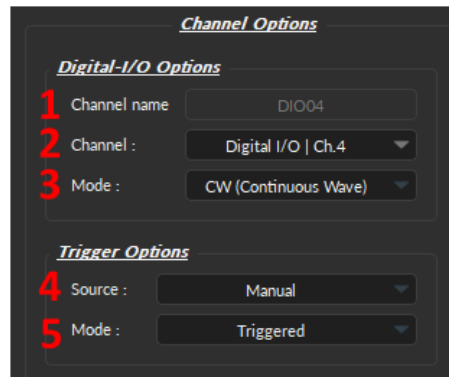 Channel Options
Digital-I/O Options
1 Channel name DIO04
2 Channel : Digital I/O | Ch.4
3 Mode : CW (Continuous Wave)
Trigger Options
4 Source : Manual
5 Mode : Triggered